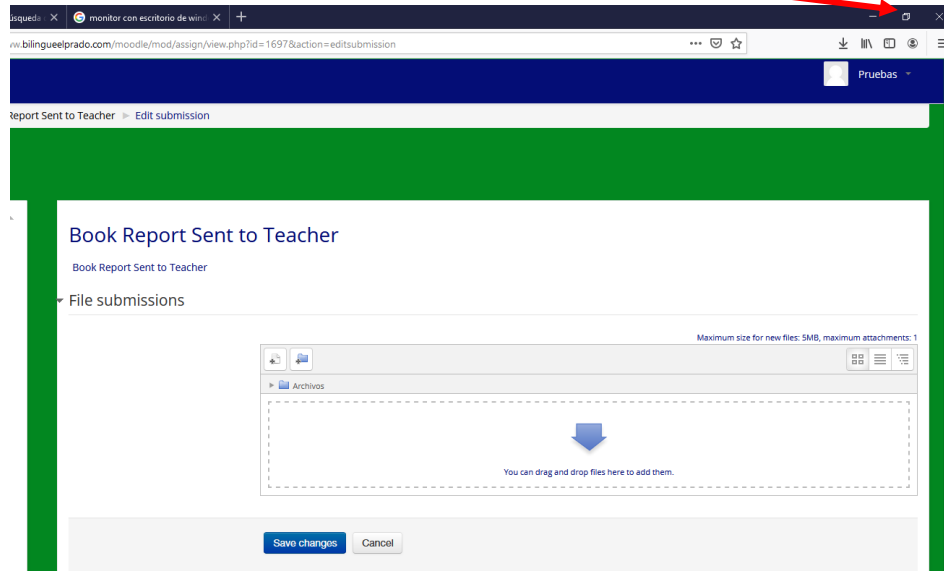 úsqueda
monitor con escritorio de wind
bilingueelprado.com/moodle/mod/assign/view.php?id=1697&action=editsubmission
Pruebas
Report Sent to Teacher ► Edit submission
Book Report Sent to Teacher
Book Report Sent to Teacher
File submissions
Maximum size for new files: 5MB, maximum attachments: 1
Archivos
You can drag and drop files here to add them.
Save changes Cancel